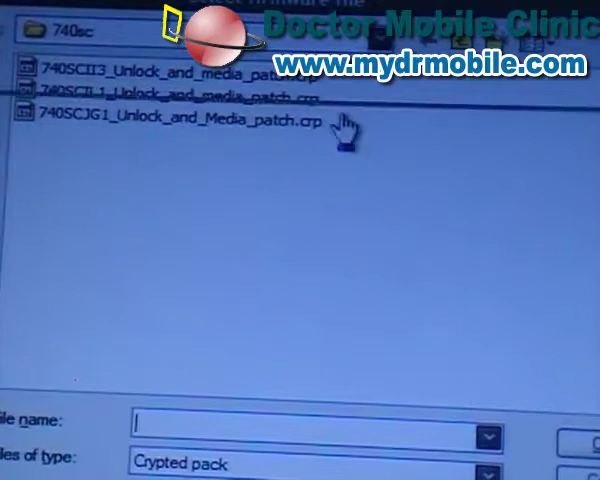 Doctor Mobile Clinic
www.mydrmobile.com
740sc
740SCII3_Unlock_and_media_patch.crp
740SCJL1_Unlock_and_media_patch.crp
740SCJG1_Unlock_and_Media_patch.crp
ile name:
iles of type:
Crypted pack